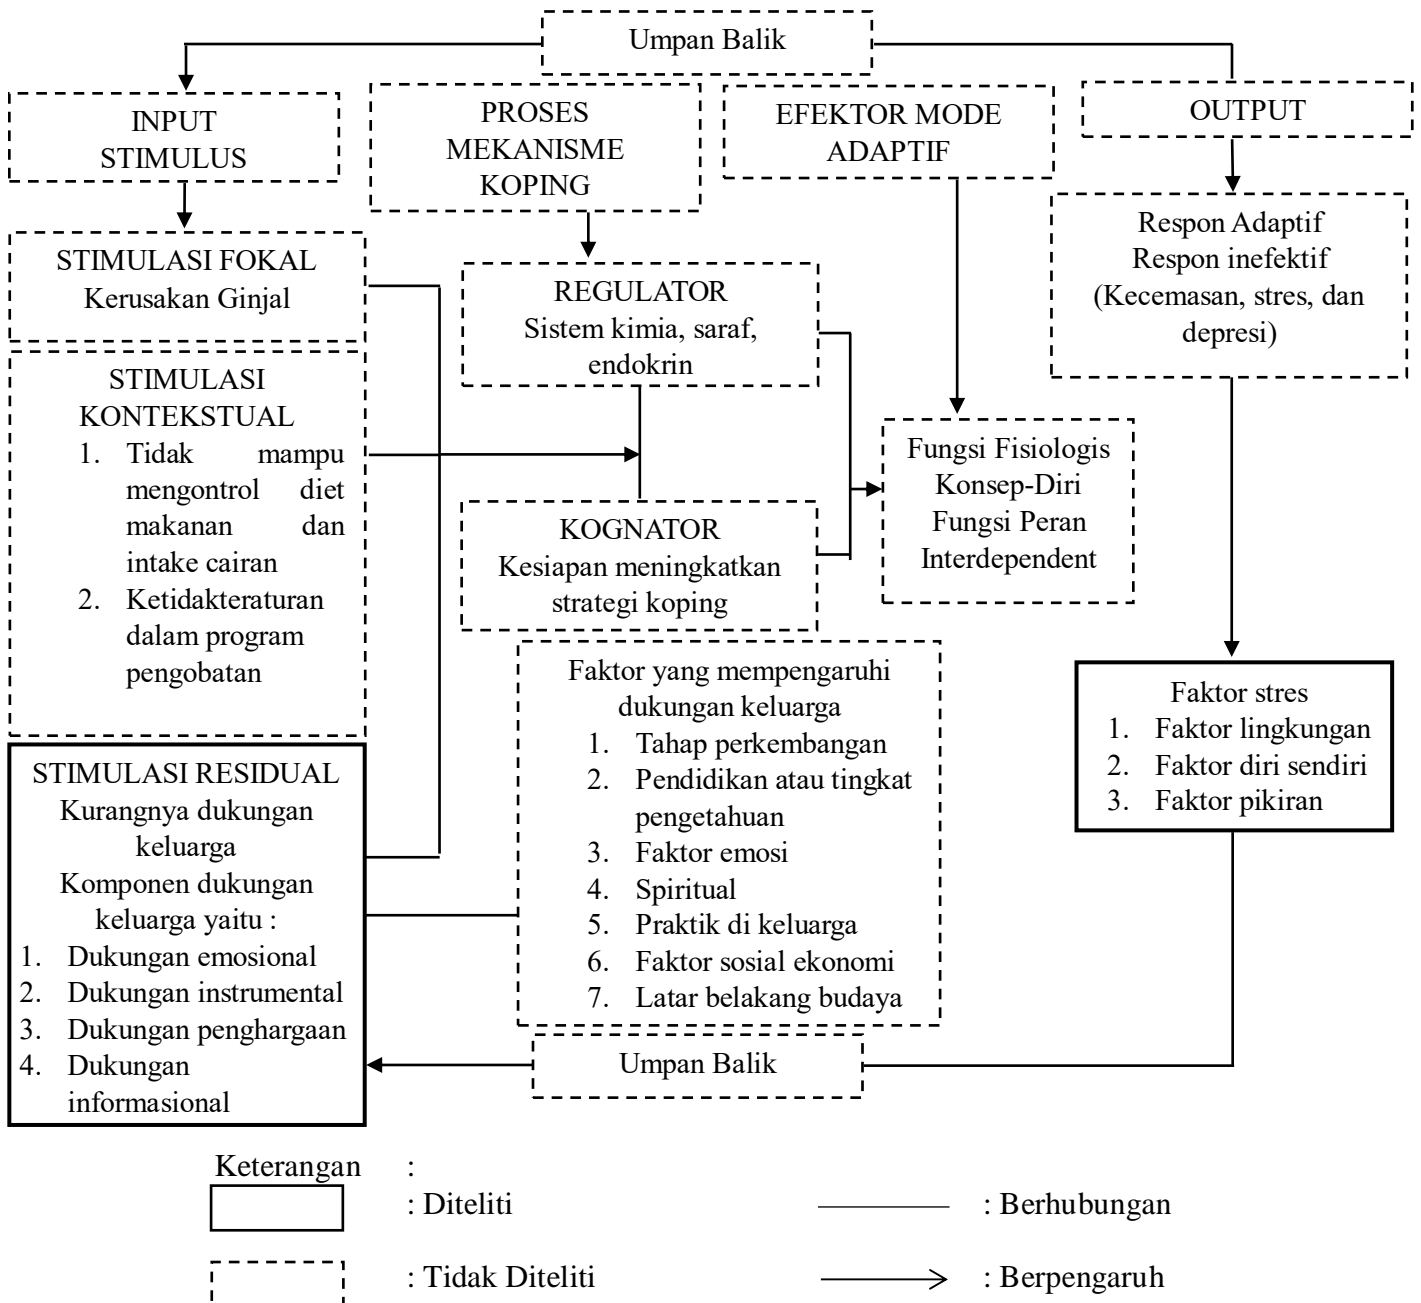 Umpan Balik
INPUT
STIMULUS
PROSES
MEKANISME
KOPING
EFEKTOR MODE
ADAPTIF
OUTPUT
STIMULASI FOKAL
Kerusakan Ginjal
REGULATOR
Sistem kimia, saraf,
endokrin
Respon Adaptif
Respon inefektif
(Kecemasan, stres, dan
depresi)
STIMULASI
KONTEKSTUAL
1. Tidak mampu
mengontrol diet
makanan dan
intake cairan
2. Ketidakteraturan
dalam program
pengobatan
KOGNATOR
Kesiapan meningkatkan
strategi koping
Fungsi Fisiologis
Konsep-Diri
Fungsi Peran
Interdependent
STIMULASI RESIDUAL
Kurangnya dukungan
keluarga
Komponen dukungan
keluarga yaitu :
1. Dukungan emosional
2. Dukungan instrumental
3. Dukungan penghargaan
4. Dukungan
informasional
Faktor yang mempengaruhi
dukungan keluarga
1. Tahap perkembangan
2. Pendidikan atau tingkat
pengetahuan
3. Faktor emosi
4. Spiritual
5. Praktik di keluarga
6. Faktor sosial ekonomi
7. Latar belakang budaya
Faktor stres
1. Faktor lingkungan
2. Faktor diri sendiri
3. Faktor pikiran
Umpan Balik
Keterangan :
: Diteliti
: Berhubungan
: Tidak Diteliti
: Berpengaruh